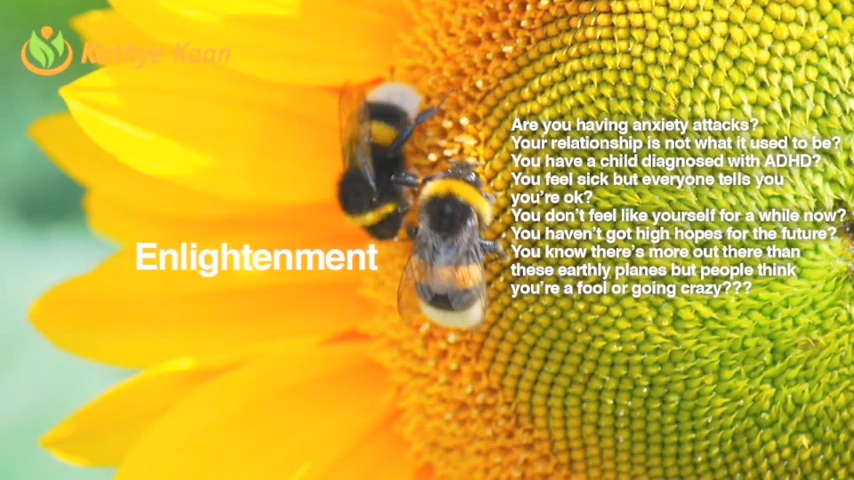 Kathye Kaan
Enlightenment
Are you having anxiety attacks?
Your relationship is not what it used to be?
You have a child diagnosed with ADHD?
You feel sick but everyone tells you
you're ok?
You don't feel like yourself for a while now?
You haven't got high hopes for the future?
You know there's more out there than
these earthly planes but people think
you're a fool or going crazy???